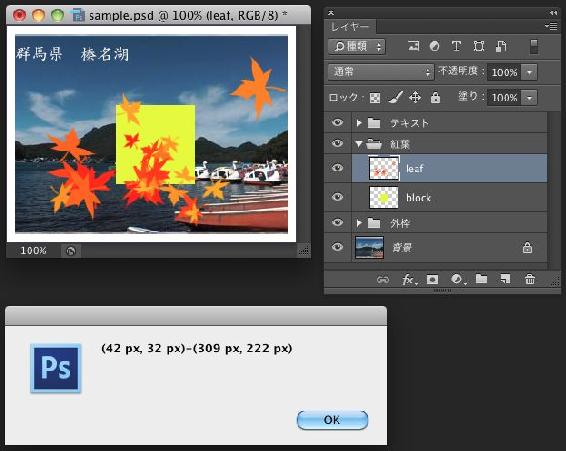 sample.psd @ 100% (leaf, RGB/8) *
群馬県 榛名湖
100%
レイヤー
種類
通常 不透明度: 100%
ロック: 塗り: 100%
テキスト
紅葉
leaf
block
外枠
背景
fx
(42 px, 32 px)-(309 px, 222 px)
Ps
OK